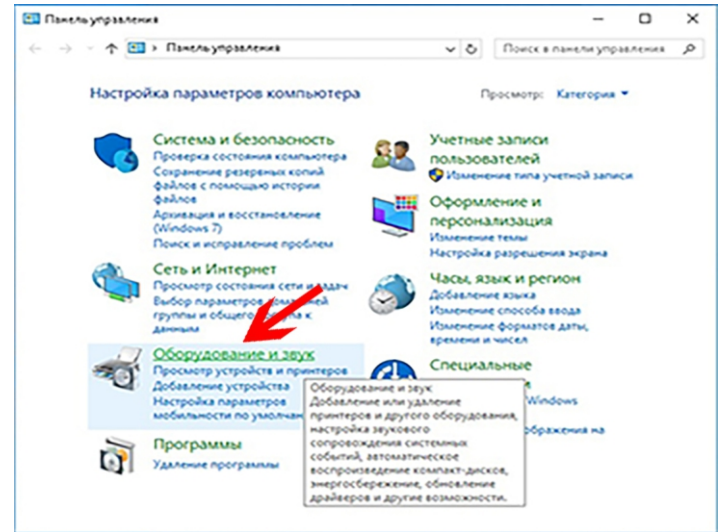 Панель управления
Панель управления
Поиск в панели управления
Настройка параметров компьютера
Просмотр: Категория
Система и безопасность
Проверка состояния компьютера
Сохранение резервных копий
файлов с помощью истории
файлов
Архивация и восстановление
(Windows 7)
Поиск и исправление проблем
Сеть и Интернет
Просмотр состояния сети и задач
Выбор параметров домашней
группы и общего доступа к
данным
Оборудование и звук
Просмотр устройств и принтеров
Добавление устройства
Настройка параметров
мобильности по умолчан
Программы
Удаление программы
Учетные записи
пользователей
Изменение типа учетной записи
Оформление и
персонализация
Изменение темы
Настройка разрешения экрана
Часы, язык и регион
Добавление языка
Изменение способа ввода
Изменение форматов даты,
времени и чисел
Специальные
Windows
ображения на
Оборудование и звук
Добавление или удаление
принтеров и другого оборудования,
настройка звукового
сопровождения системных
событий, автоматическое
воспроизведение компакт-дисков,
энергосбережение, обновление
драйверов и другие возможности.